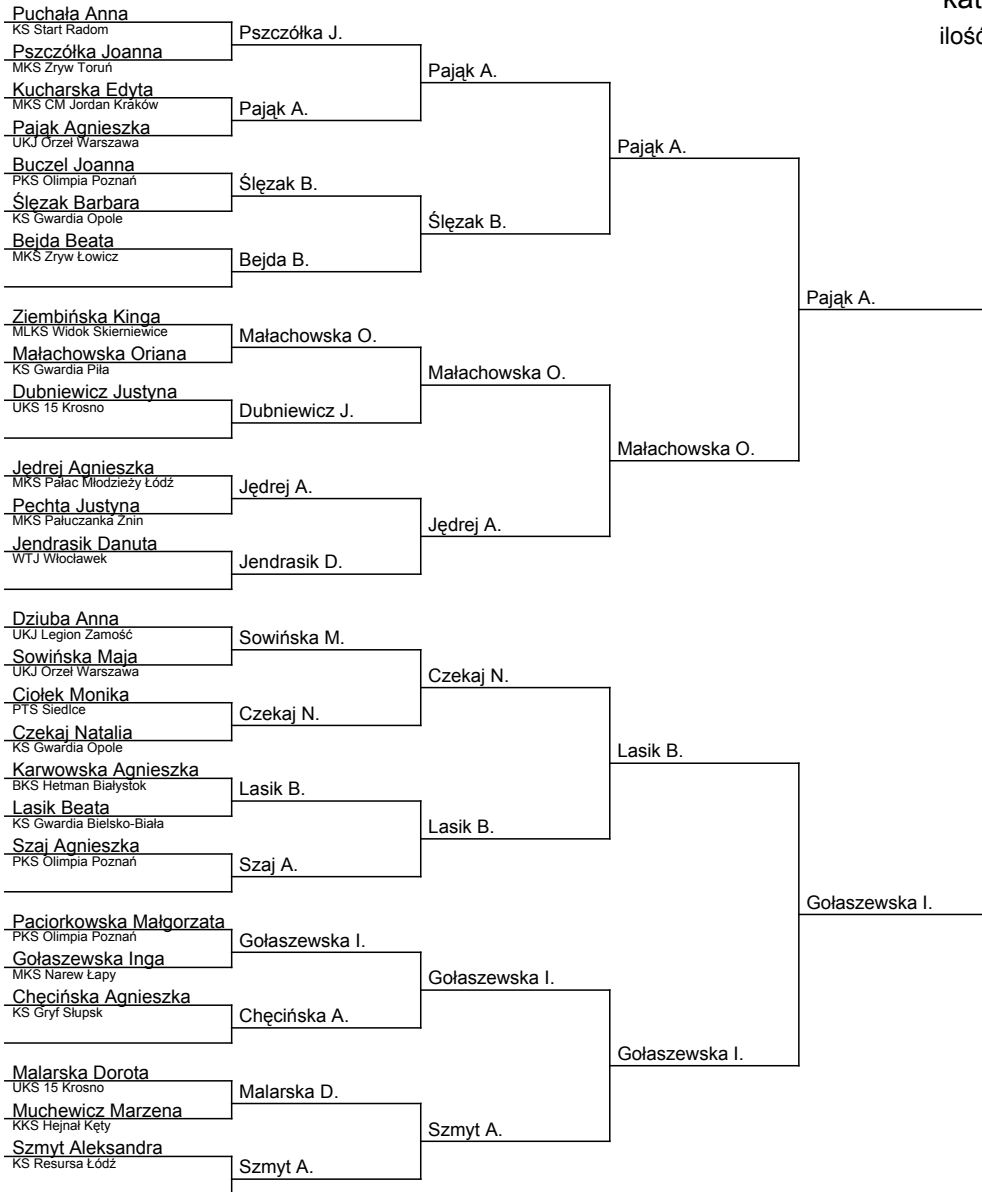 Puchała Anna
KS Start Radom
Pszczółka Joanna
MKS Zryw Toruń
Kucharska Edyta
MKS CM Jordan Kraków
Pająk Agnieszka
UKJ Orzeł Warszawa
Buczel Joanna
PKS Olimpia Poznań
Ślęzak Barbara
KS Gwardia Opole
Bejda Beata
MKS Zryw Łowicz
Ziembińska Kinga
MLKS Widok Skierniewice
Małachowska Oriana
KS Gwardia Piła
Dubniewicz Justyna
UKS 15 Krosno
Jędrej Agnieszka
MKS Pałac Młodzieży Łódź
Pechta Justyna
MKS Pałuczanka Żnin
Jendrasik Danuta
WTJ Włocławek
Dziuba Anna
UKJ Legion Zamość
Sowińska Maja
UKJ Orzeł Warszawa
Ciołek Monika
PTS Siedlce
Czekaj Natalia
KS Gwardia Opole
Karwowska Agnieszka
BKS Hetman Białystok
Lasik Beata
KS Gwardia Bielsko-Biała
Szaj Agnieszka
PKS Olimpia Poznań
Paciorkowska Małgorzata
PKS Olimpia Poznań
Gołaszewska Inga
MKS Narew Łapy
Chęcińska Agnieszka
KS Gryf Słupsk
Malarska Dorota
UKS 15 Krosno
Muchewicz Marzena
KKS Hejnał Kęty
Szmyt Aleksandra
KS Resursa Łódź
Pszczółka J.
Pająk A.
Ślęzak B.
Bejda B.
Małachowska O.
Dubniewicz J.
Jędrej A.
Jendrasik D.
Sowińska M.
Czekaj N.
Lasik B.
Szaj A.
Gołaszewska I.
Chęcińska A.
Malarska D.
Szmyt A.
Pająk A.
Ślęzak B.
Małachowska O.
Jędrej A.
Czekaj N.
Lasik B.
Gołaszewska I.
Szmyt A.
Pająk A.
Małachowska O.
Lasik B.
Gołaszewska I.
Pająk A.
Gołaszewska I.